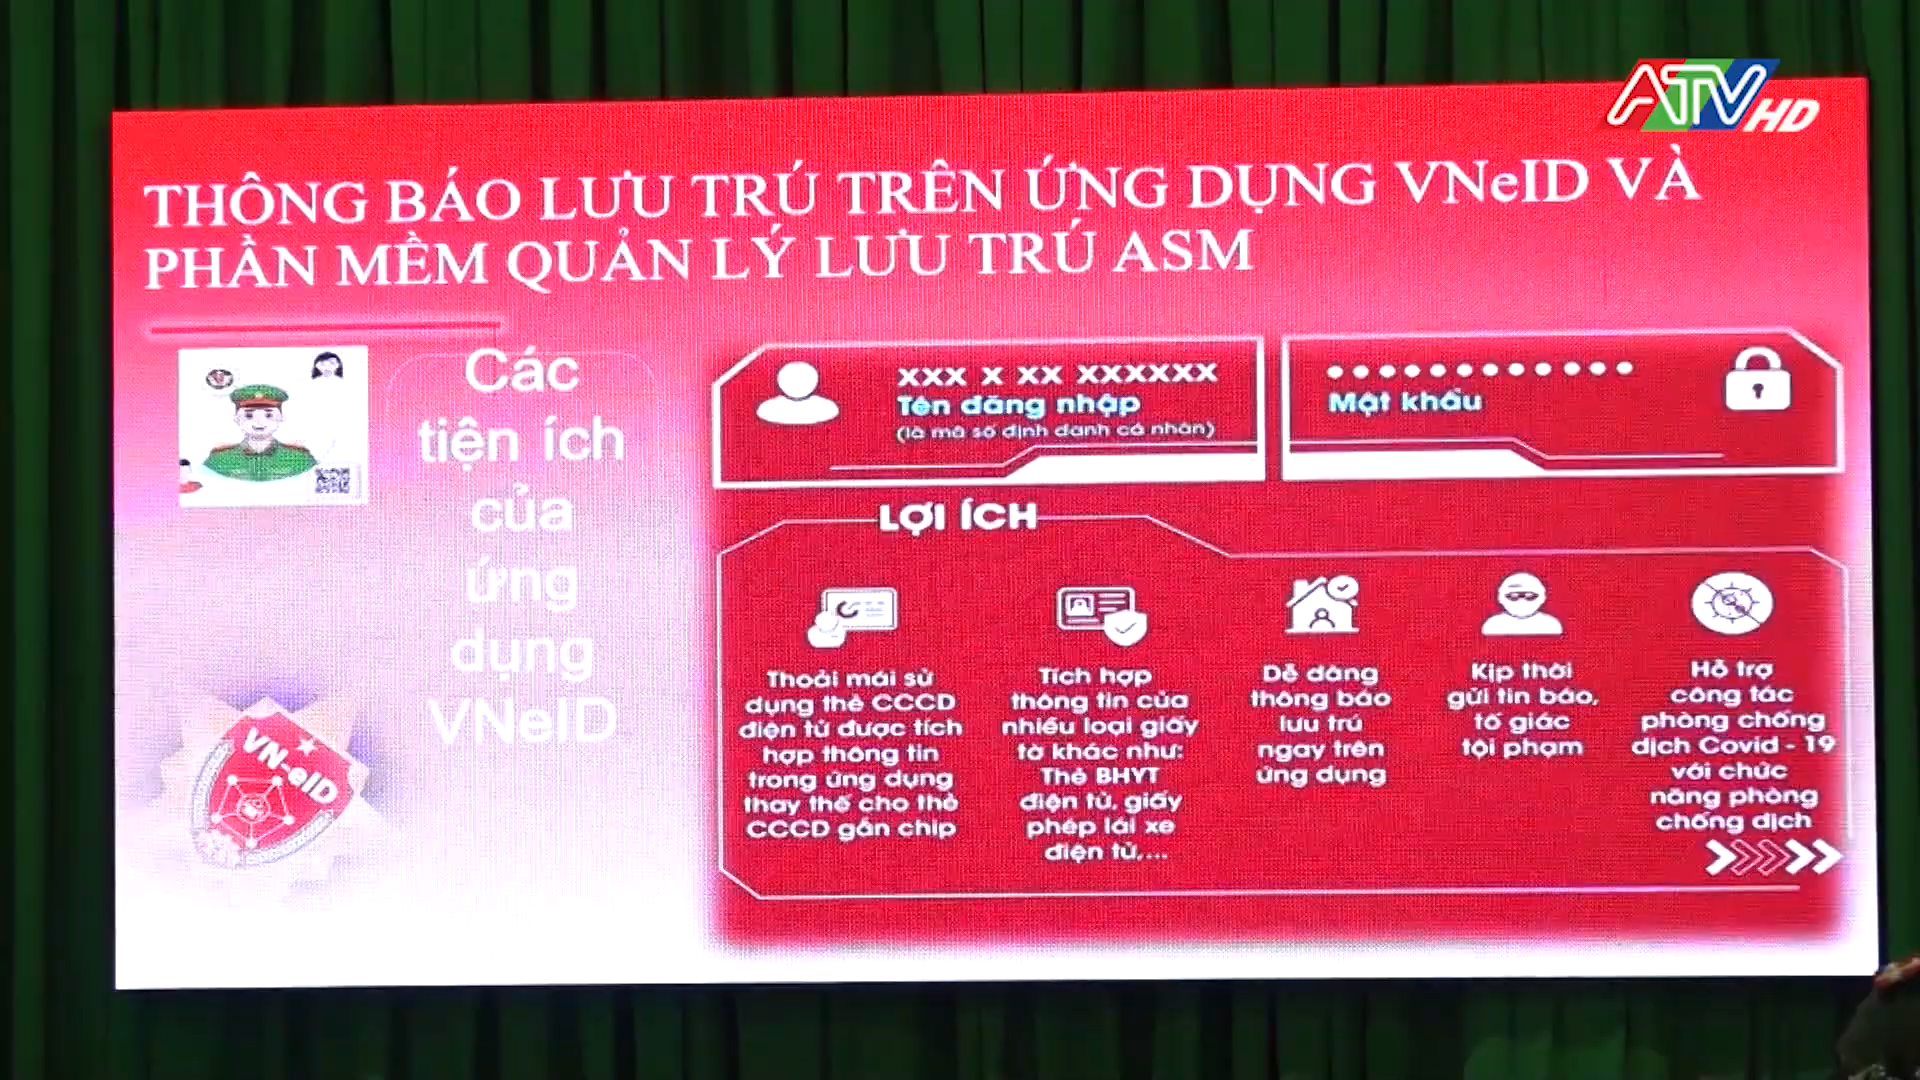 ATV HD
THÔNG BÁO LƯU TRÚ TRÊN ỨNG DỤNG VNeID VÀ
PHẦN MỀM QUẢN LÝ LƯU TRÚ ASM
Các
tiện ích
của
ứng
dụng
VNeID
VN-eID
xxx x xx xxxxxx
Tên đăng nhập
(là mã số định danh cá nhân)
Mật khẩu
LỢI ÍCH
Thoải mái sử
dụng thẻ CCCD
điện tử được tích
hợp thông tin
trong ứng dụng
thay thế cho thẻ
CCCD gắn chip
Tích hợp
thông tin của
nhiều loại giấy
tờ khác như:
Thẻ BHYT
điện tử, giấy
phép lái xe
điện tử,...
Dễ dàng
thông báo
lưu trú
ngay trên
ứng dụng
Kịp thời
gửi tin báo,
tố giác
tội phạm
Hỗ trợ
công tác
phòng chống
dịch Covid - 19
với chức
năng phòng
chống dịch